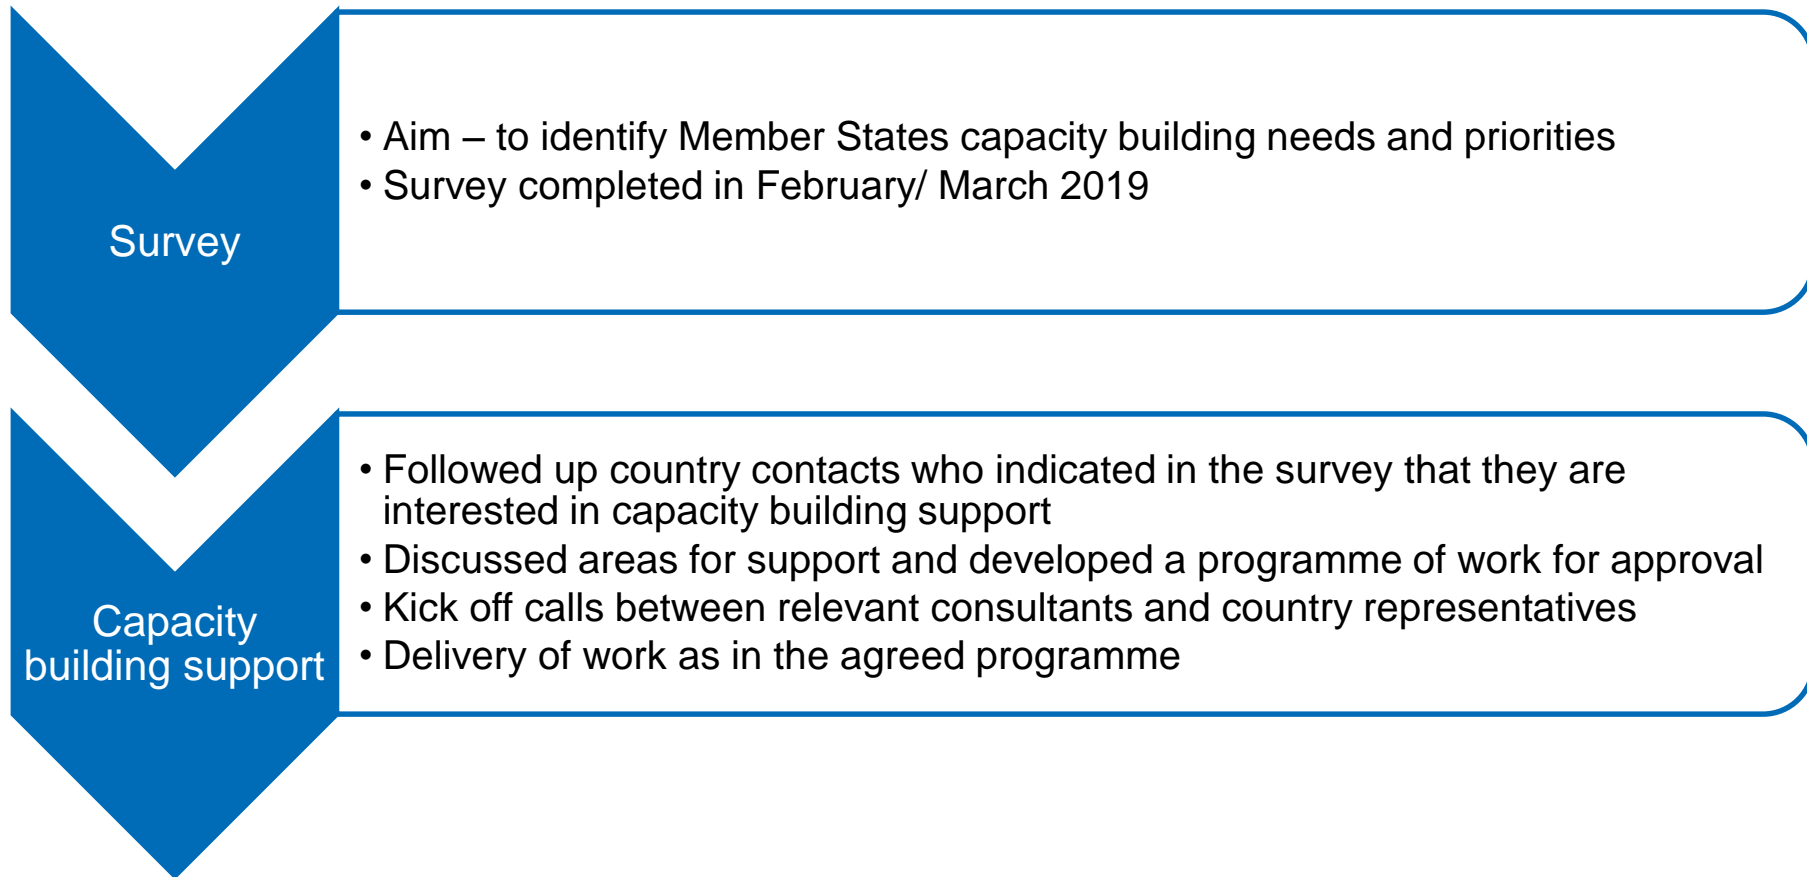 Survey
• Aim – to identify Member States capacity building needs and priorities
• Survey completed in February/ March 2019
Capacity
building support
• Followed up country contacts who indicated in the survey that they are
interested in capacity building support
• Discussed areas for support and developed a programme of work for approval
• Kick off calls between relevant consultants and country representatives
• Delivery of work as in the agreed programme